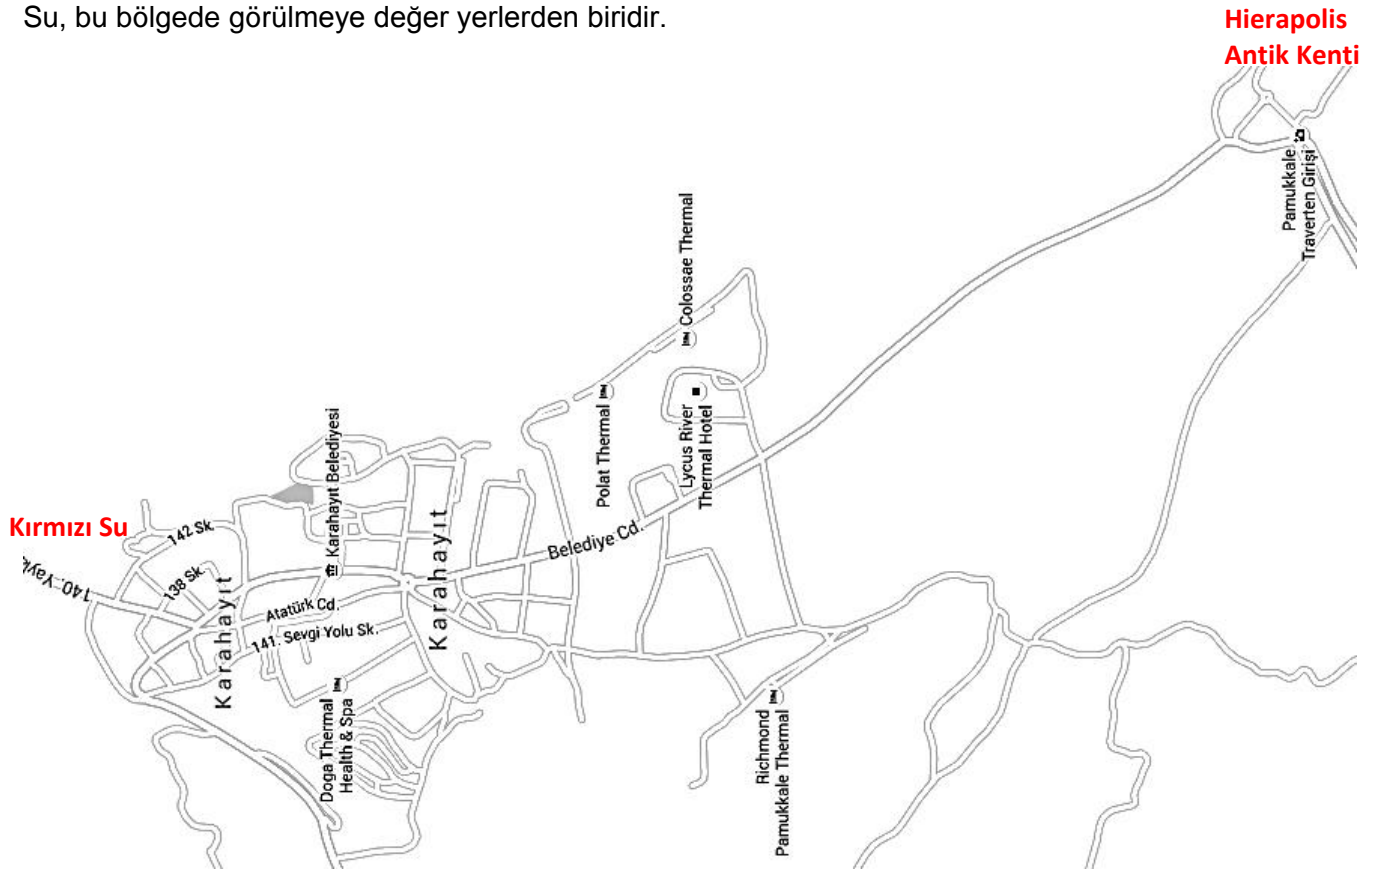 Su, bu bölgede görülmeye değer yerlerden biridir.
Hierapolis
Antik Kenti
Pamukkale
Traverten Girişi
Colossae Thermal
Polat Thermal
Lycus River
Thermal Hotel
Karahayıt Belediyesi
Kırmızı Su
142 Sk.
138 Sk.
140. Yayl
Belediye Cd.
Atatürk Cd.
141. Sevgi Yolu Sk.
Karahayıt
Karahayıt
Doga Thermal
Health & Spa
Richmond
Pamukkale Thermal